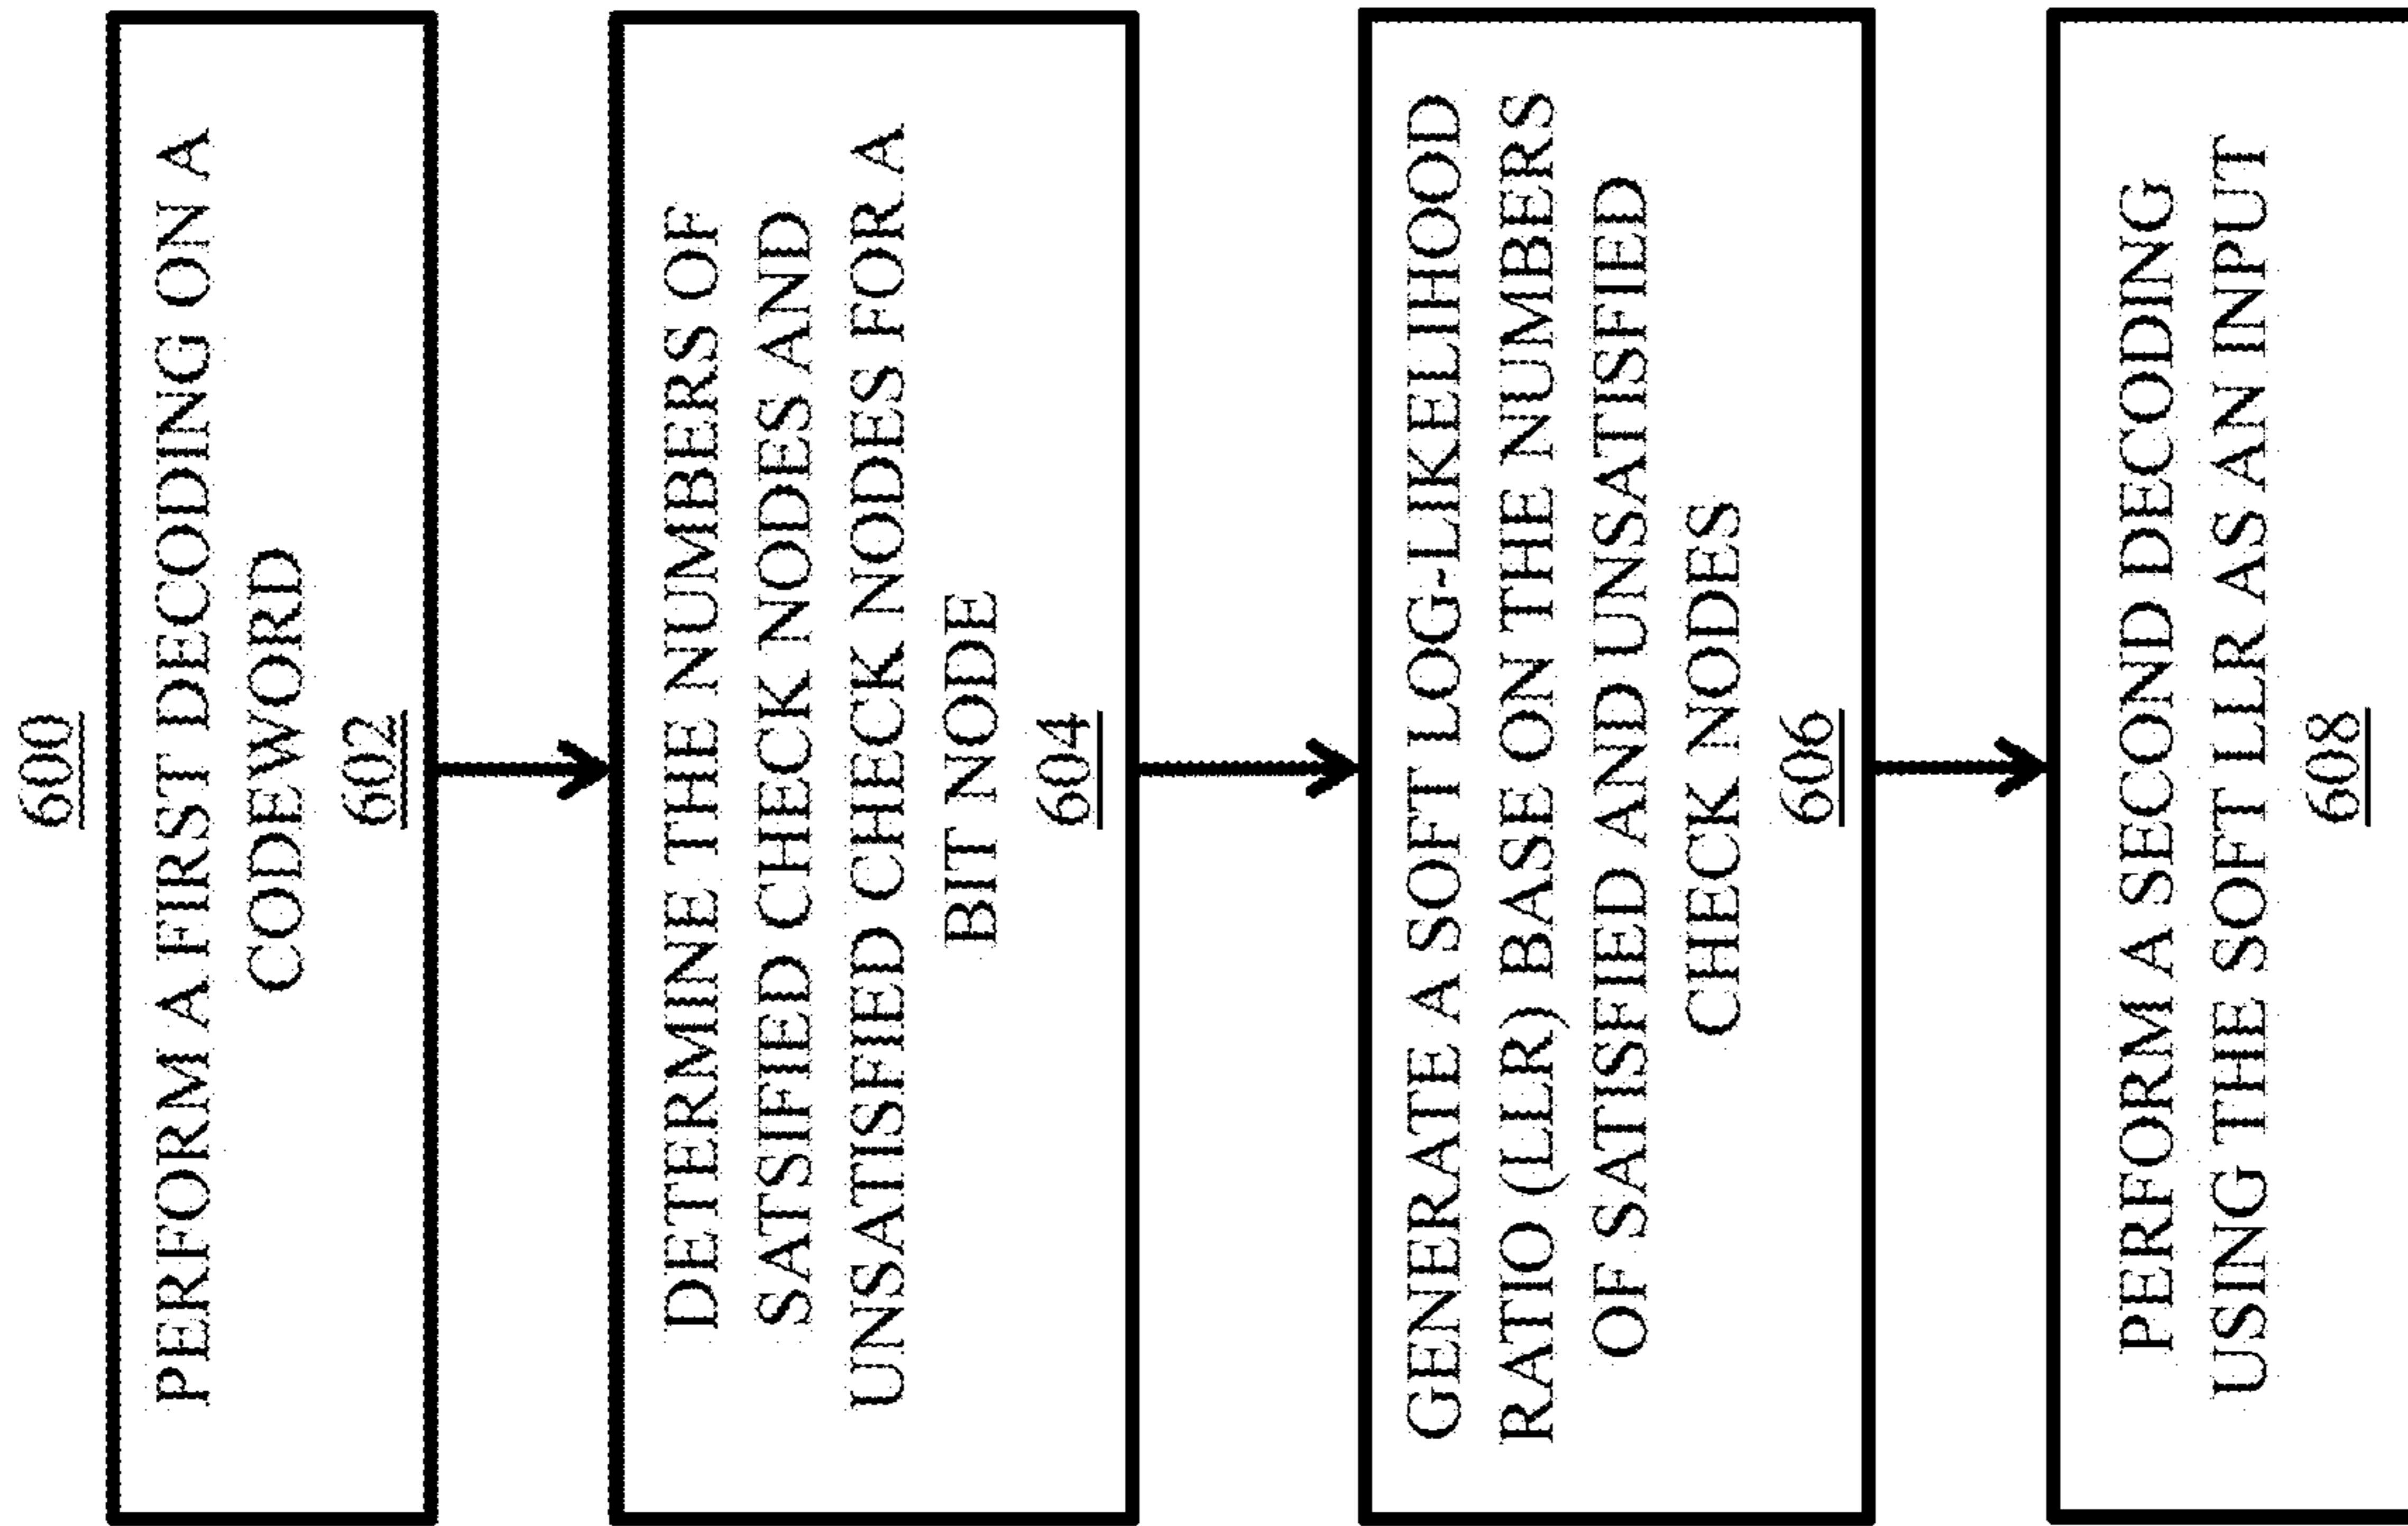 600
PERFORM A FIRST DECODING ON A
CODEWORD
602
DETERMINE THE NUMBERS OF
SATSIFIED CHECK NODES AND
UNSATISFIED CHECK NODES FOR A
BIT NODE
604
GENERATE A SOFT LOG-LIKELIHOOD
RATIO (LLR) BASE ON THE NUMBERS
OF SATISFIED AND UNSATISFIED
CHECK NODES
606
PERFORM A SECOND DECODING
USING THE SOFT LLR AS AN INPUT
608